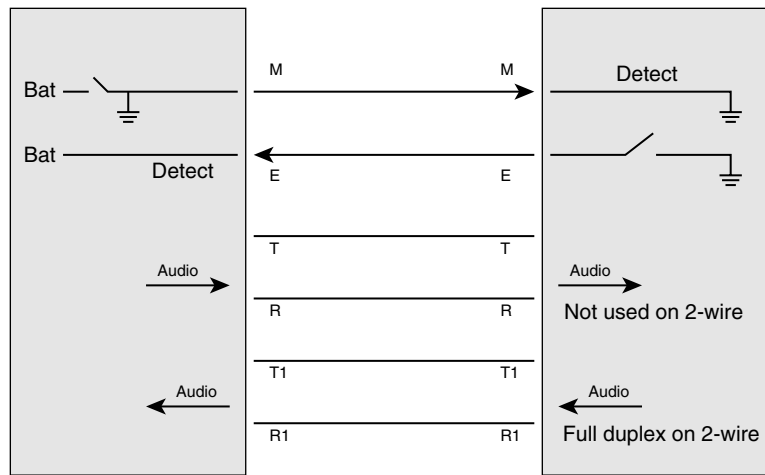 M M
Bat Detect
Bat
Detect
E E
T T
Audio Audio
R R
Not used on 2-wire
T1 T1
Audio Audio
R1 R1
Full duplex on 2-wire